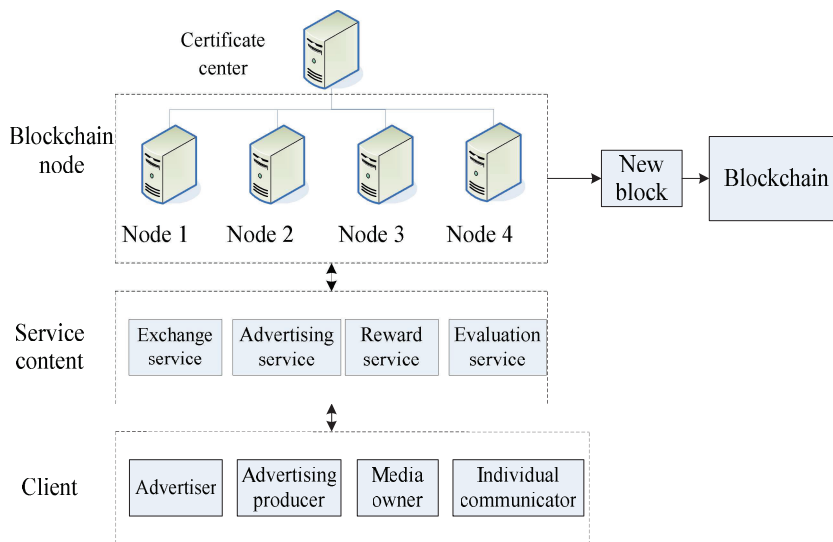 Certificate
center
Blockchain
node
Node 1
Node 2
Node 3
Node 4
New
block
Blockchain
Service
content
Exchange
service
Advertising
service
Reward
service
Evaluation
service
Client
Advertiser
Advertising
producer
Media
owner
Individual
communicator